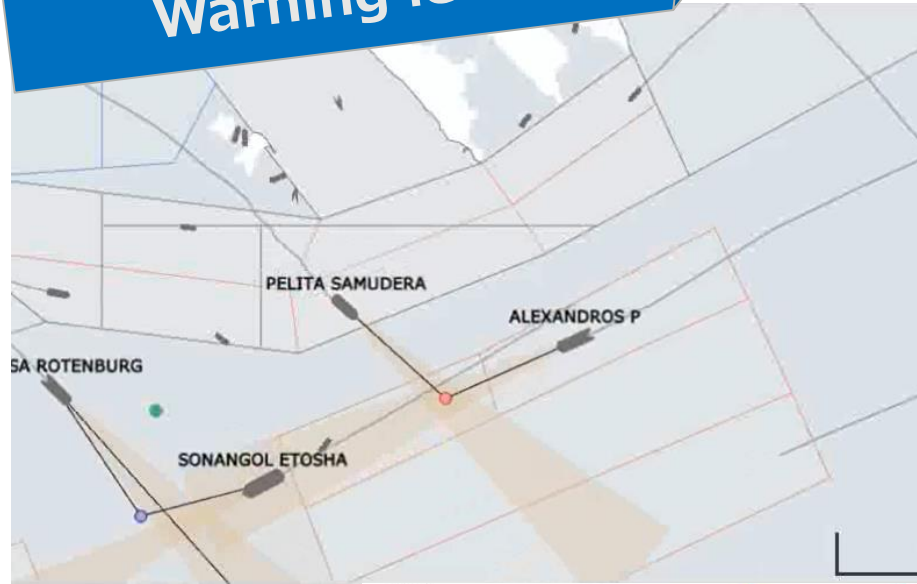 Warning
PELITA SAMUDERA
ALEXANDROS P
SA ROTENBURG
SONANGOL ETOSHA